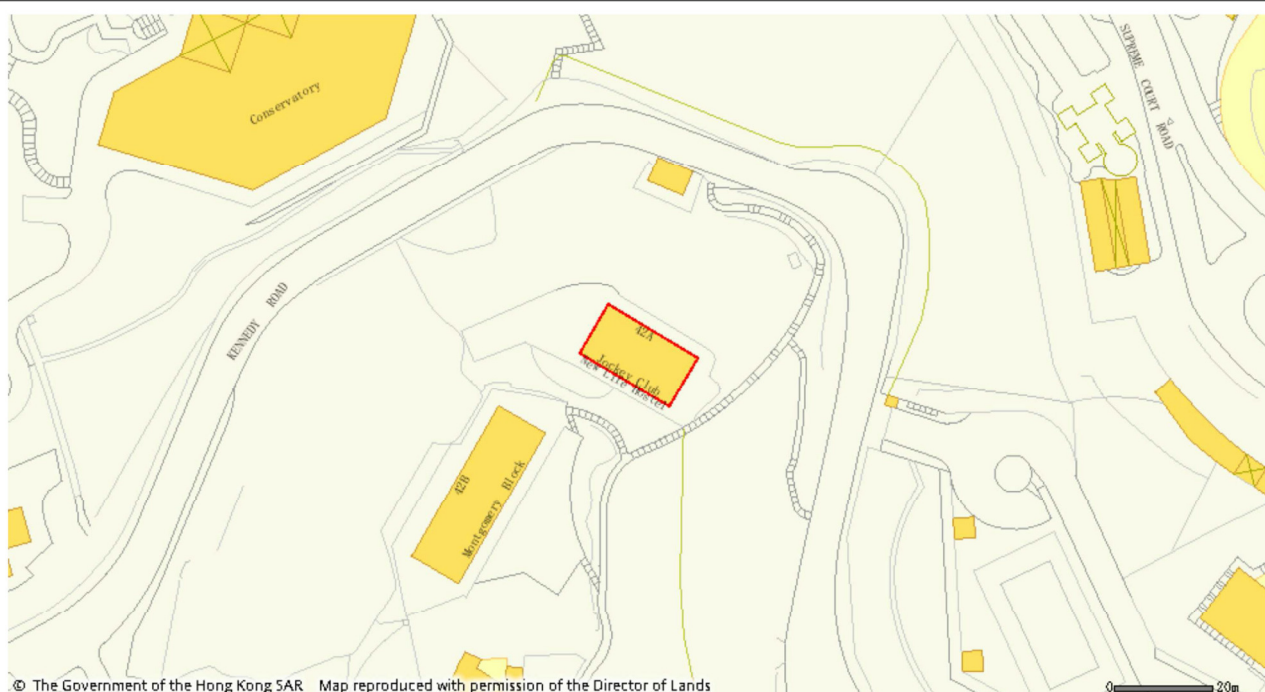 Conservatory
SUPREME COURT ROAD
KENNEDY ROAD
42A
Jockey Club
New Life Hostel
42B
Montgomery Block
© The Government of the Hong Kong SAR Map reproduced with permission of the Director of Lands
0 20m